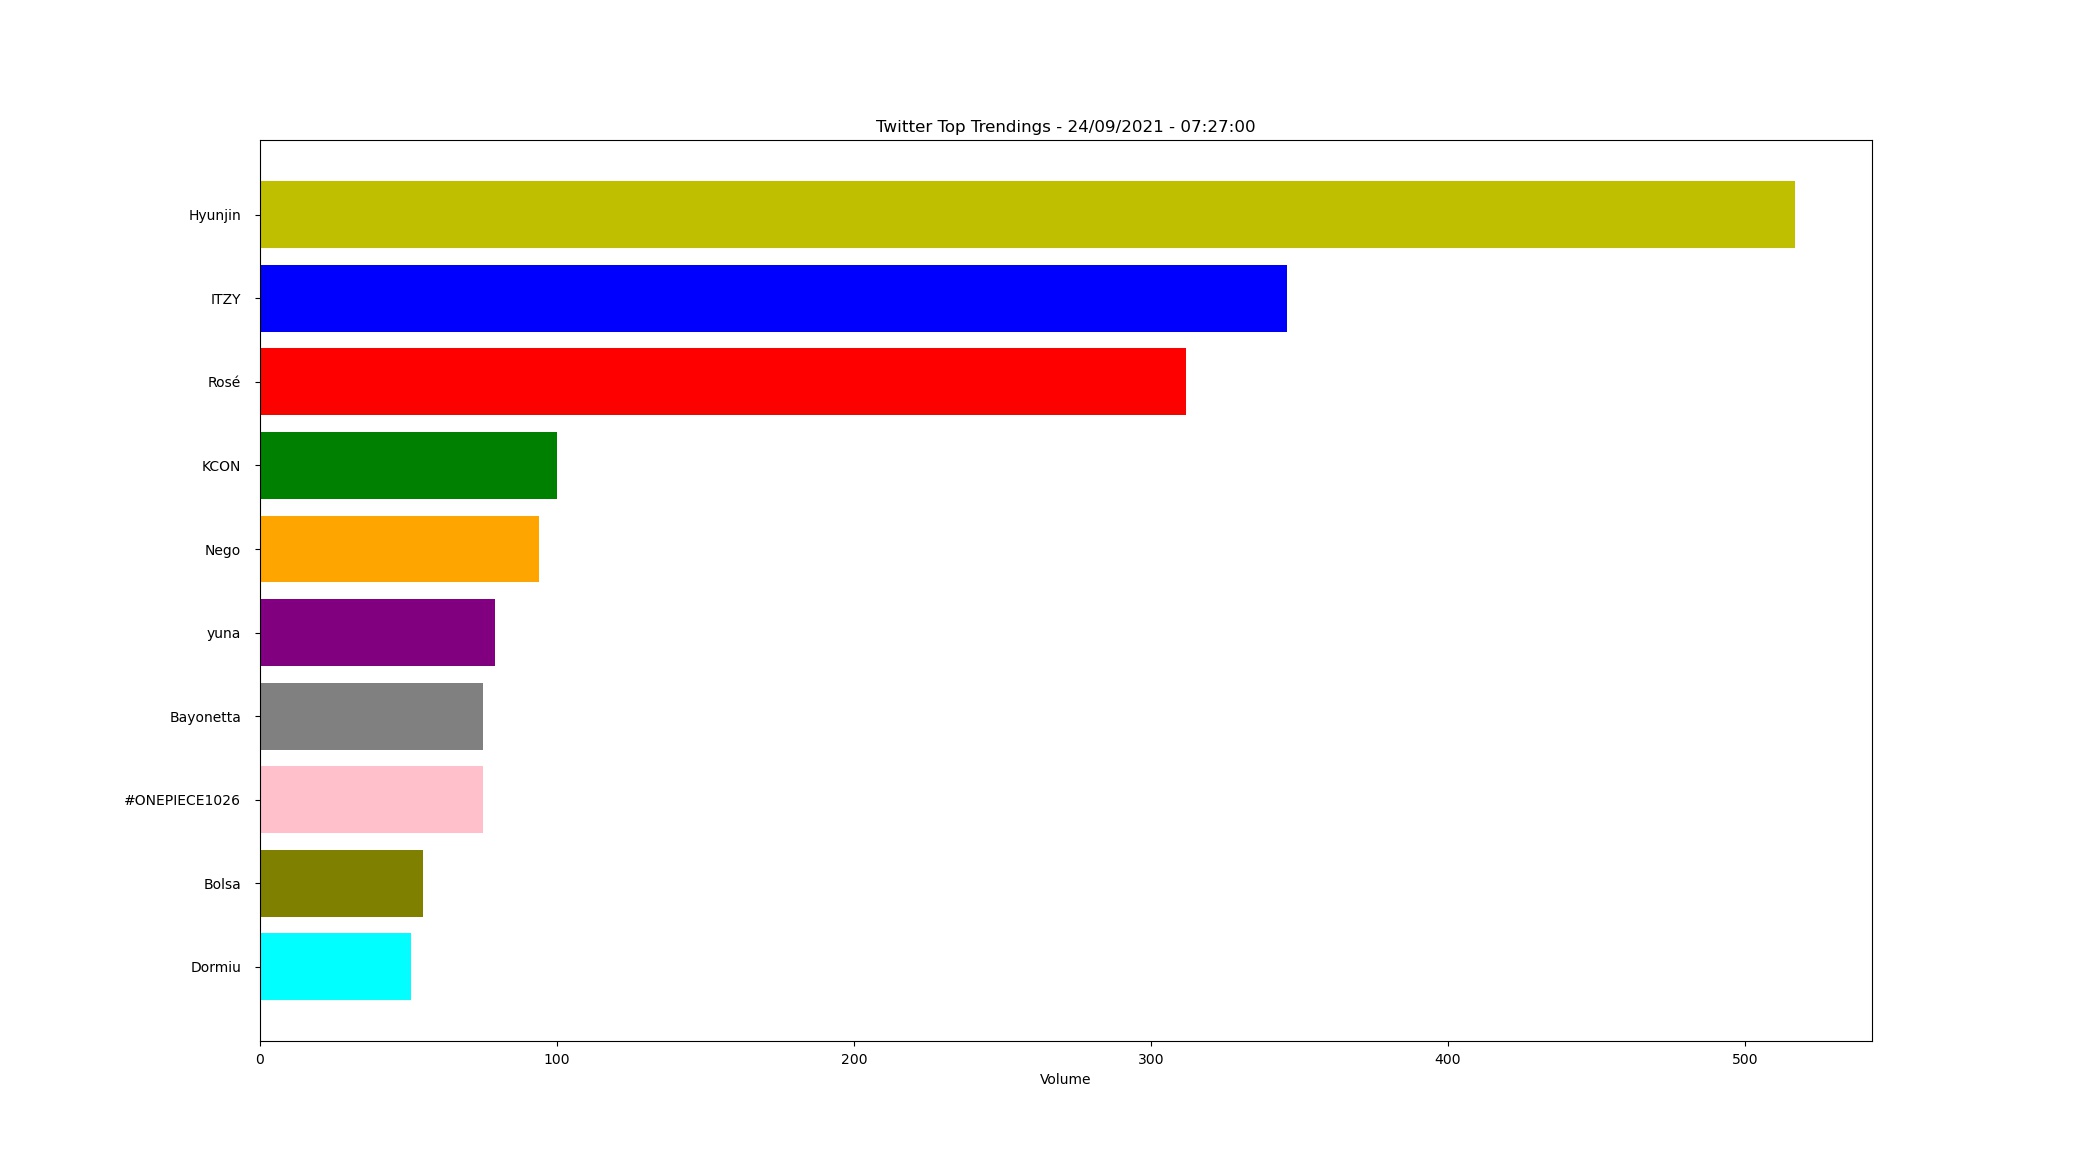 Twitter Top Trendings - 24/09/2021 - 07:27:00
Hyunjin
ITZY
Rosé
KCON
Nego
yuna
Bayonetta
#ONEPIECE1026
Bolsa
Dormiu
0 100 200 300 400 500
Volume